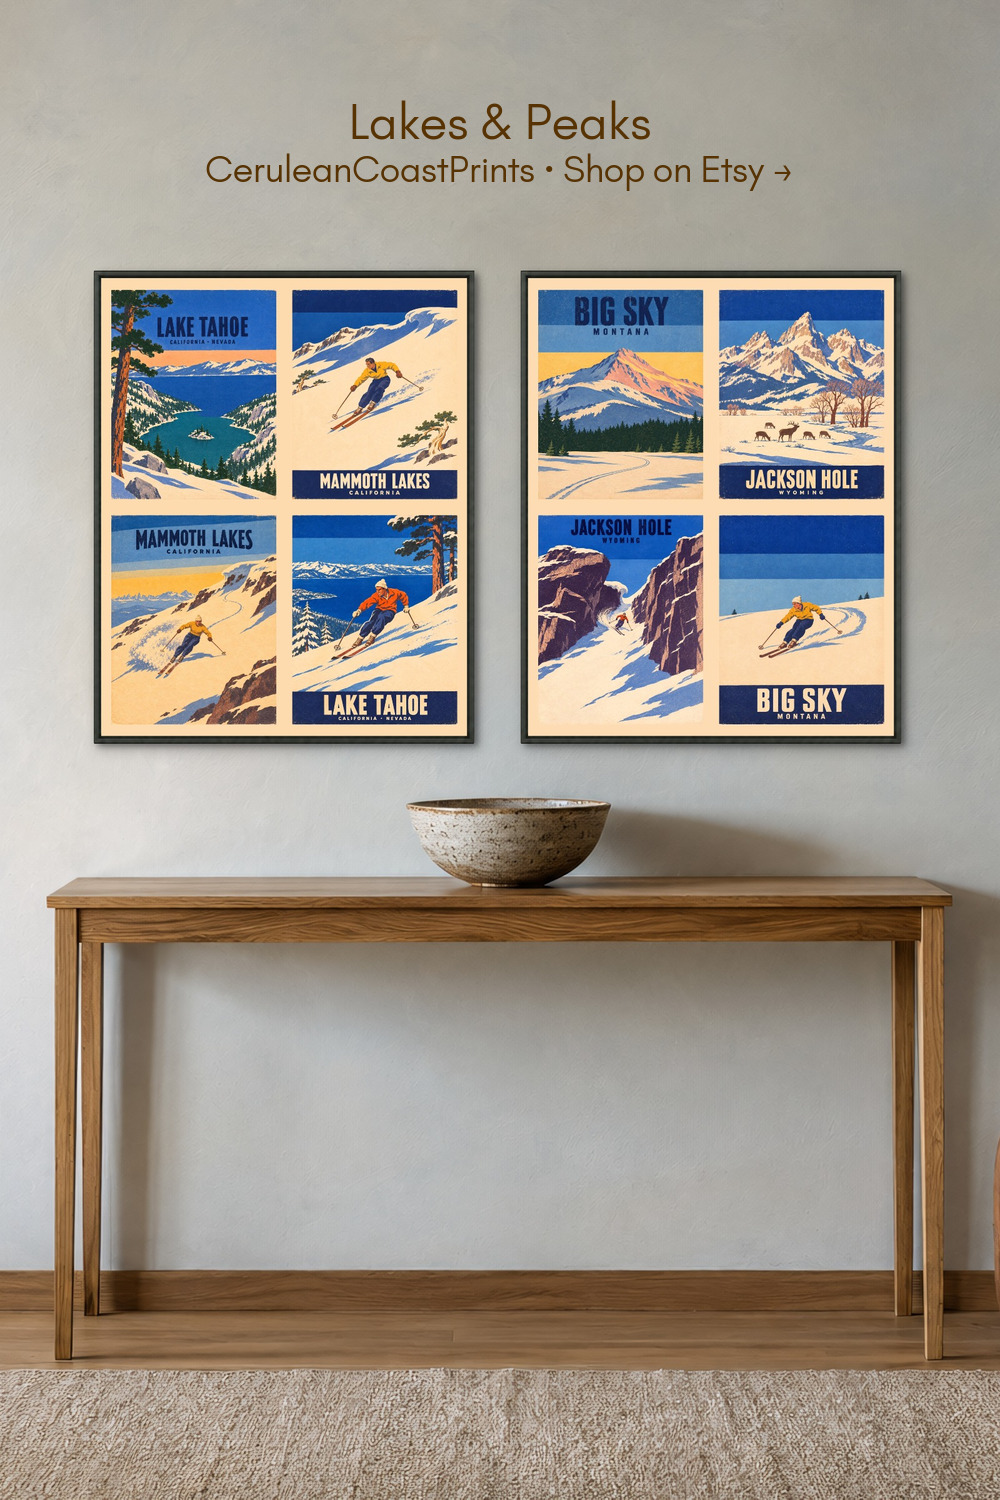 Lakes & Peaks
CeruleanCoastPrints • Shop on Etsy →
LAKE TAHOE
CALIFORNIA - NEVADA
MAMMOTH LAKES
CALIFORNIA
MAMMOTH LAKES
CALIFORNIA
LAKE TAHOE
CALIFORNIA - NEVADA
BIG SKY
MONTANA
JACKSON HOLE
WYOMING
JACKSON HOLE
WYOMING
BIG SKY
MONTANA